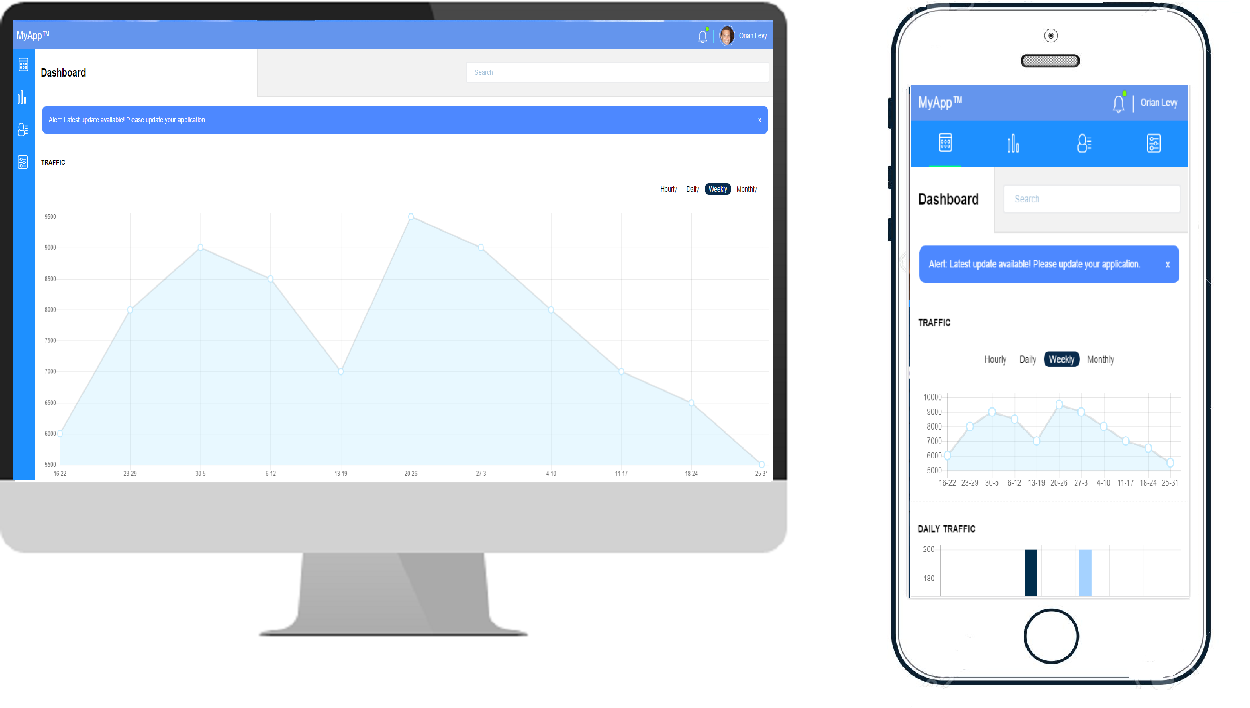 MyApp™
Orian Levy
Dashboard
Search
Alert: Latest update available! Please update your application.
x
TRAFFIC
Hourly Daily Weekly Monthly
9500
9000
8500
8000
7500
7000
6500
6000
5500
16-22 23-29 30-5 6-12 13-19 20-26 27-3 4-10 11-17 18-24 25-31
MyApp™
Orian Levy
Dashboard
Search
Alert: Latest update available! Please update your application.
x
TRAFFIC
Hourly Daily Weekly Monthly
10000
9000
8000
7000
6000
5000
16-22 23-29 30-5 6-12 13-19 20-26 27-3 4-10 11-17 18-24 25-31
DAILY TRAFFIC
200
180